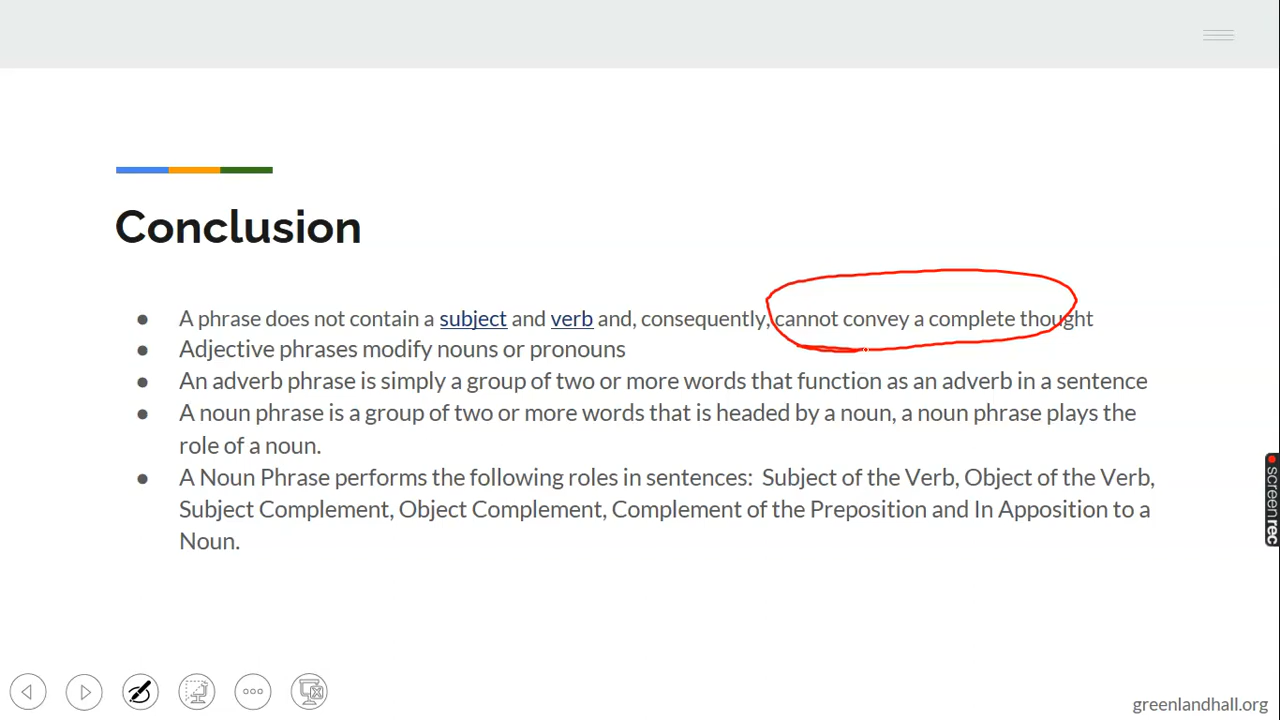 Conclusion
● A phrase does not contain a subject and verb and, consequently, cannot convey a complete thought
● Adjective phrases modify nouns or pronouns
● An adverb phrase is simply a group of two or more words that function as an adverb in a sentence
● A noun phrase is a group of two or more words that is headed by a noun, a noun phrase plays the
role of a noun.
● A Noun Phrase performs the following roles in sentences: Subject of the Verb, Object of the Verb,
Subject Complement, Object Complement, Complement of the Preposition and In Apposition to a
Noun.
screenrec
greenlandhall.org